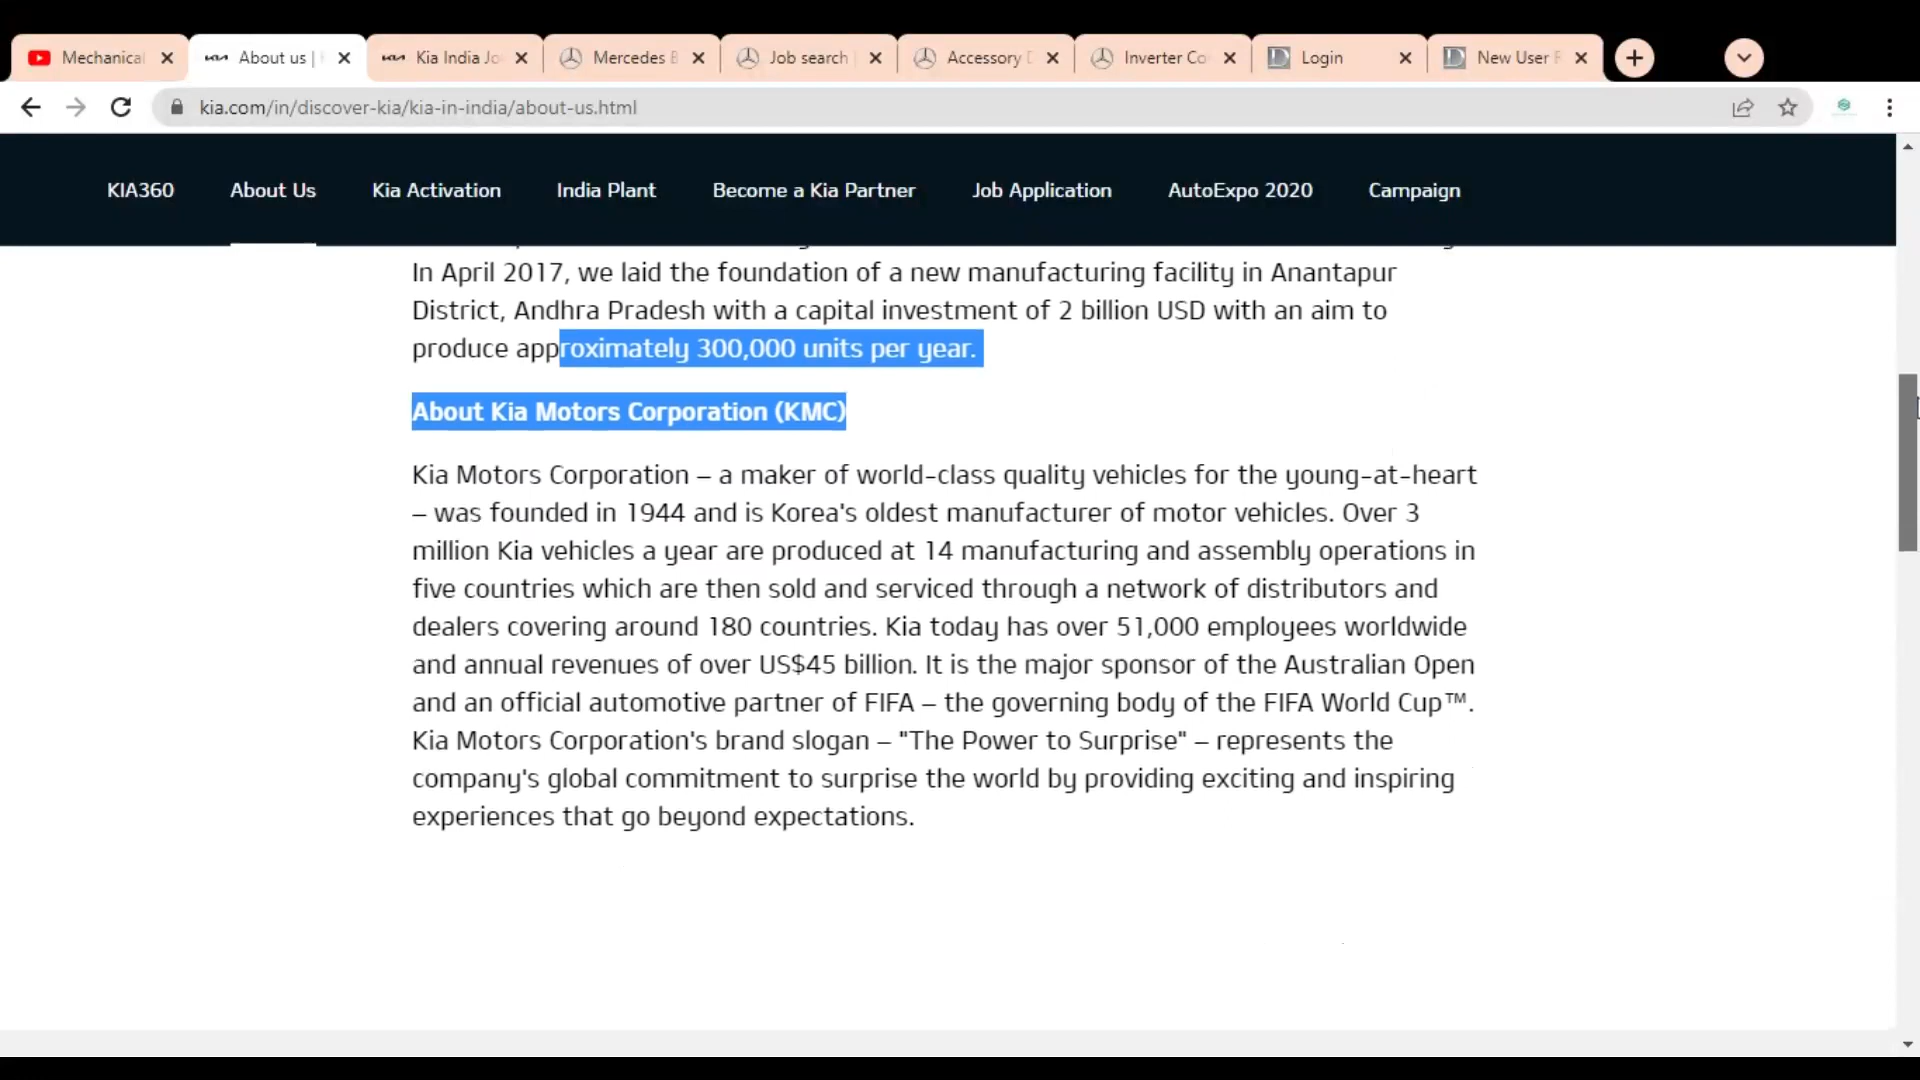 Mechanical
About us |
Kia India Jo
Mercedes B
Job search
Accessory D
Inverter Co
Login
New User R
kia.com/in/discover-kia/kia-in-india/about-us.html
KIA360
About Us
Kia Activation
India Plant
Become a Kia Partner
Job Application
AutoExpo 2020
Campaign
In April 2017, we laid the foundation of a new manufacturing facility in Anantapur
District, Andhra Pradesh with a capital investment of 2 billion USD with an aim to
produce approximately 300,000 units per year.
About Kia Motors Corporation (KMC)
Kia Motors Corporation – a maker of world-class quality vehicles for the young-at-heart
– was founded in 1944 and is Korea's oldest manufacturer of motor vehicles. Over 3
million Kia vehicles a year are produced at 14 manufacturing and assembly operations in
five countries which are then sold and serviced through a network of distributors and
dealers covering around 180 countries. Kia today has over 51,000 employees worldwide
and annual revenues of over US$45 billion. It is the major sponsor of the Australian Open
and an official automotive partner of FIFA – the governing body of the FIFA World Cup™.
Kia Motors Corporation's brand slogan – "The Power to Surprise" – represents the
company's global commitment to surprise the world by providing exciting and inspiring
experiences that go beyond expectations.